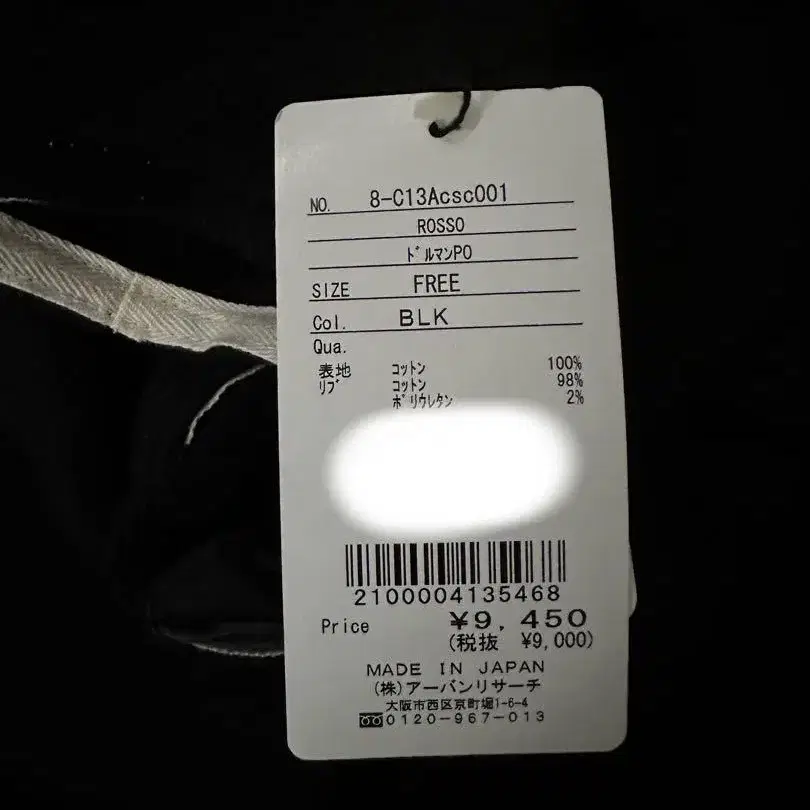 NO. 8-C13Acsc001
ROSSO
ﾄﾞﾙﾏﾝPO
SIZE FREE
Col. BLK
Qua.
表地 ｺｯﾄﾝ 100%
ﾘﾌﾞ ｺｯﾄﾝ 98%
ﾎﾟﾘｳﾚﾀﾝ 2%
2100004135468
Price ¥9,450
(税抜 ¥9,000)
MADE IN JAPAN
(株)アーバンリサーチ
大阪市西区京町堀1-6-4
0120-967-013